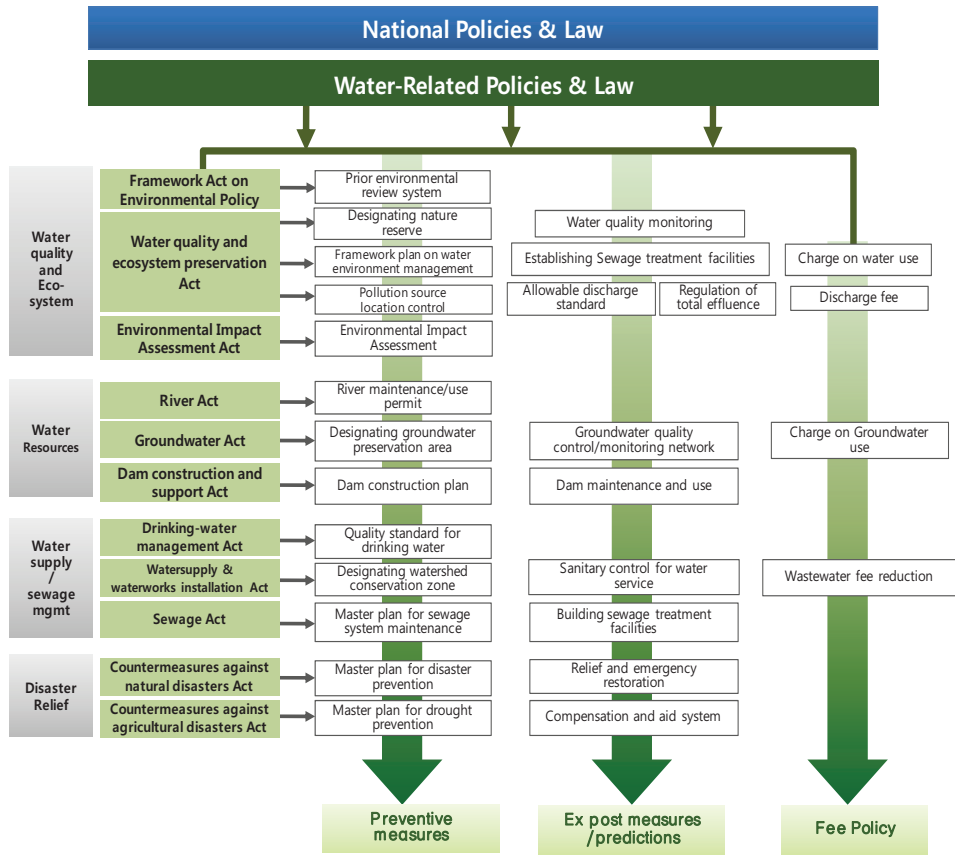 National Policies & Law
Water-Related Policies & Law
Water
quality
and
Eco-
system
Framework Act on
Environmental Policy
Prior environmental
review system
Water quality and
ecosystem preservation
Act
Designating nature
reserve
Framework plan on water
environment management
Pollution source
location control
Environmental Impact
Assessment Act
Environmental Impact
Assessment
Water quality monitoring
Establishing Sewage treatment facilities
Allowable discharge
standard
Regulation of
total effluence
Charge on water use
Discharge fee
Water
Resources
River Act
River maintenance/use
permit
Groundwater Act
Designating groundwater
preservation area
Groundwater quality
control/monitoring network
Charge on Groundwater
use
Dam construction and
support Act
Dam construction plan
Dam maintenance and use
Water
supply
/
sewage
mgmt
Drinking-water
management Act
Quality standard for
drinking water
Watersupply &
waterworks installation Act
Designating watershed
conservation zone
Sanitary control for water
service
Wastewater fee reduction
Sewage Act
Master plan for sewage
system maintenance
Building sewage treatment
facilities
Disaster
Relief
Countermeasures against
natural disasters Act
Master plan for disaster
prevention
Relief and emergency
restoration
Countermeasures against
agricultural disasters Act
Master plan for drought
prevention
Compensation and aid system
Preventive
measures
Ex post measures
/predictions
Fee Policy